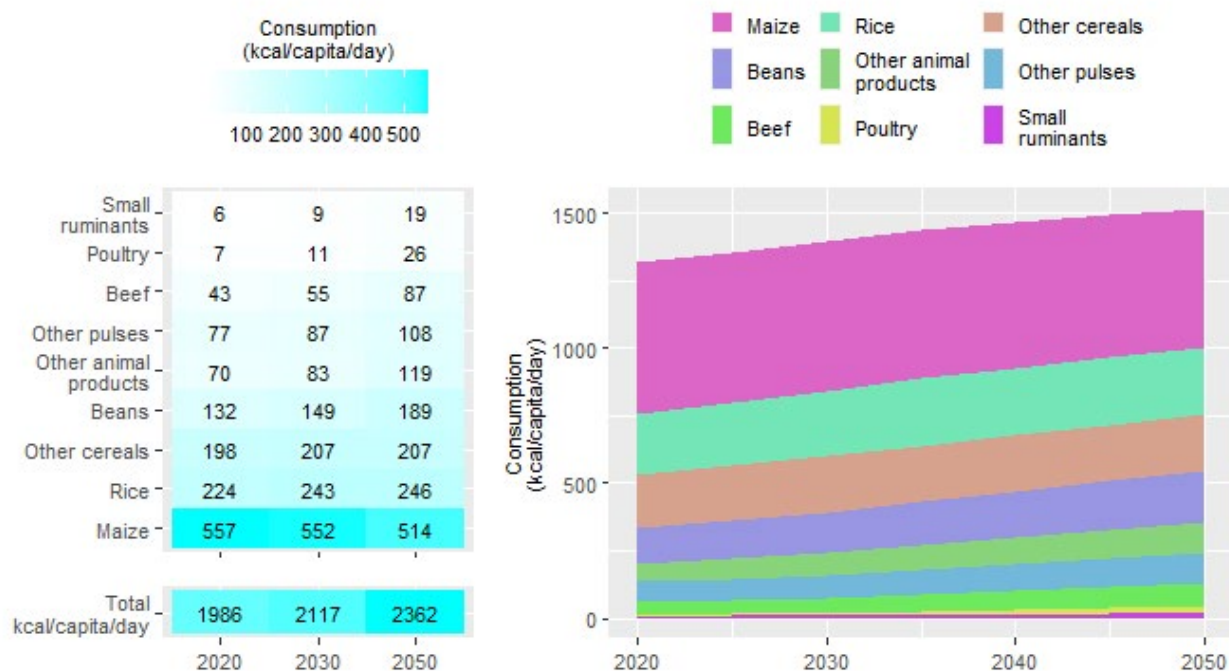 Consumption
(kcal/capita/day)
100 200 300 400 500
Maize Rice Other cereals
Beans Other animal
products Other pulses
Beef Poultry Small
ruminants
Small
ruminants 6 9 19
Poultry 7 11 26
Beef 43 55 87
Other pulses 77 87 108
Other animal
products 70 83 119
Beans 132 149 189
Other cereals 198 207 207
Rice 224 243 246
Maize 557 552 514
Total
kcal/capita/day 1986 2117 2362
2020 2030 2050
Consumption
(kcal/capita/day)
1500
1000
500
0
2020 2030 2040 2050